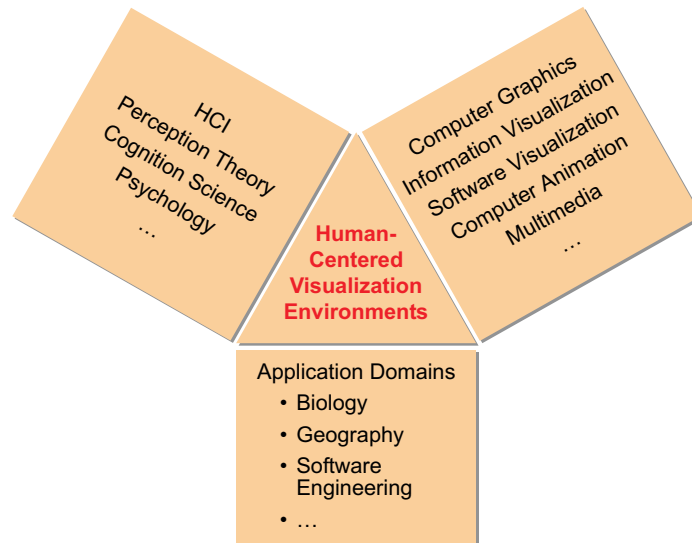 HCI
Perception Theory
Cognition Science
Psychology
…
Computer Graphics
Information Visualization
Software Visualization
Computer Animation
Multimedia
…
Human-
Centered
Visualization
Environments
Application Domains
• Biology
• Geography
• Software
Engineering
• …